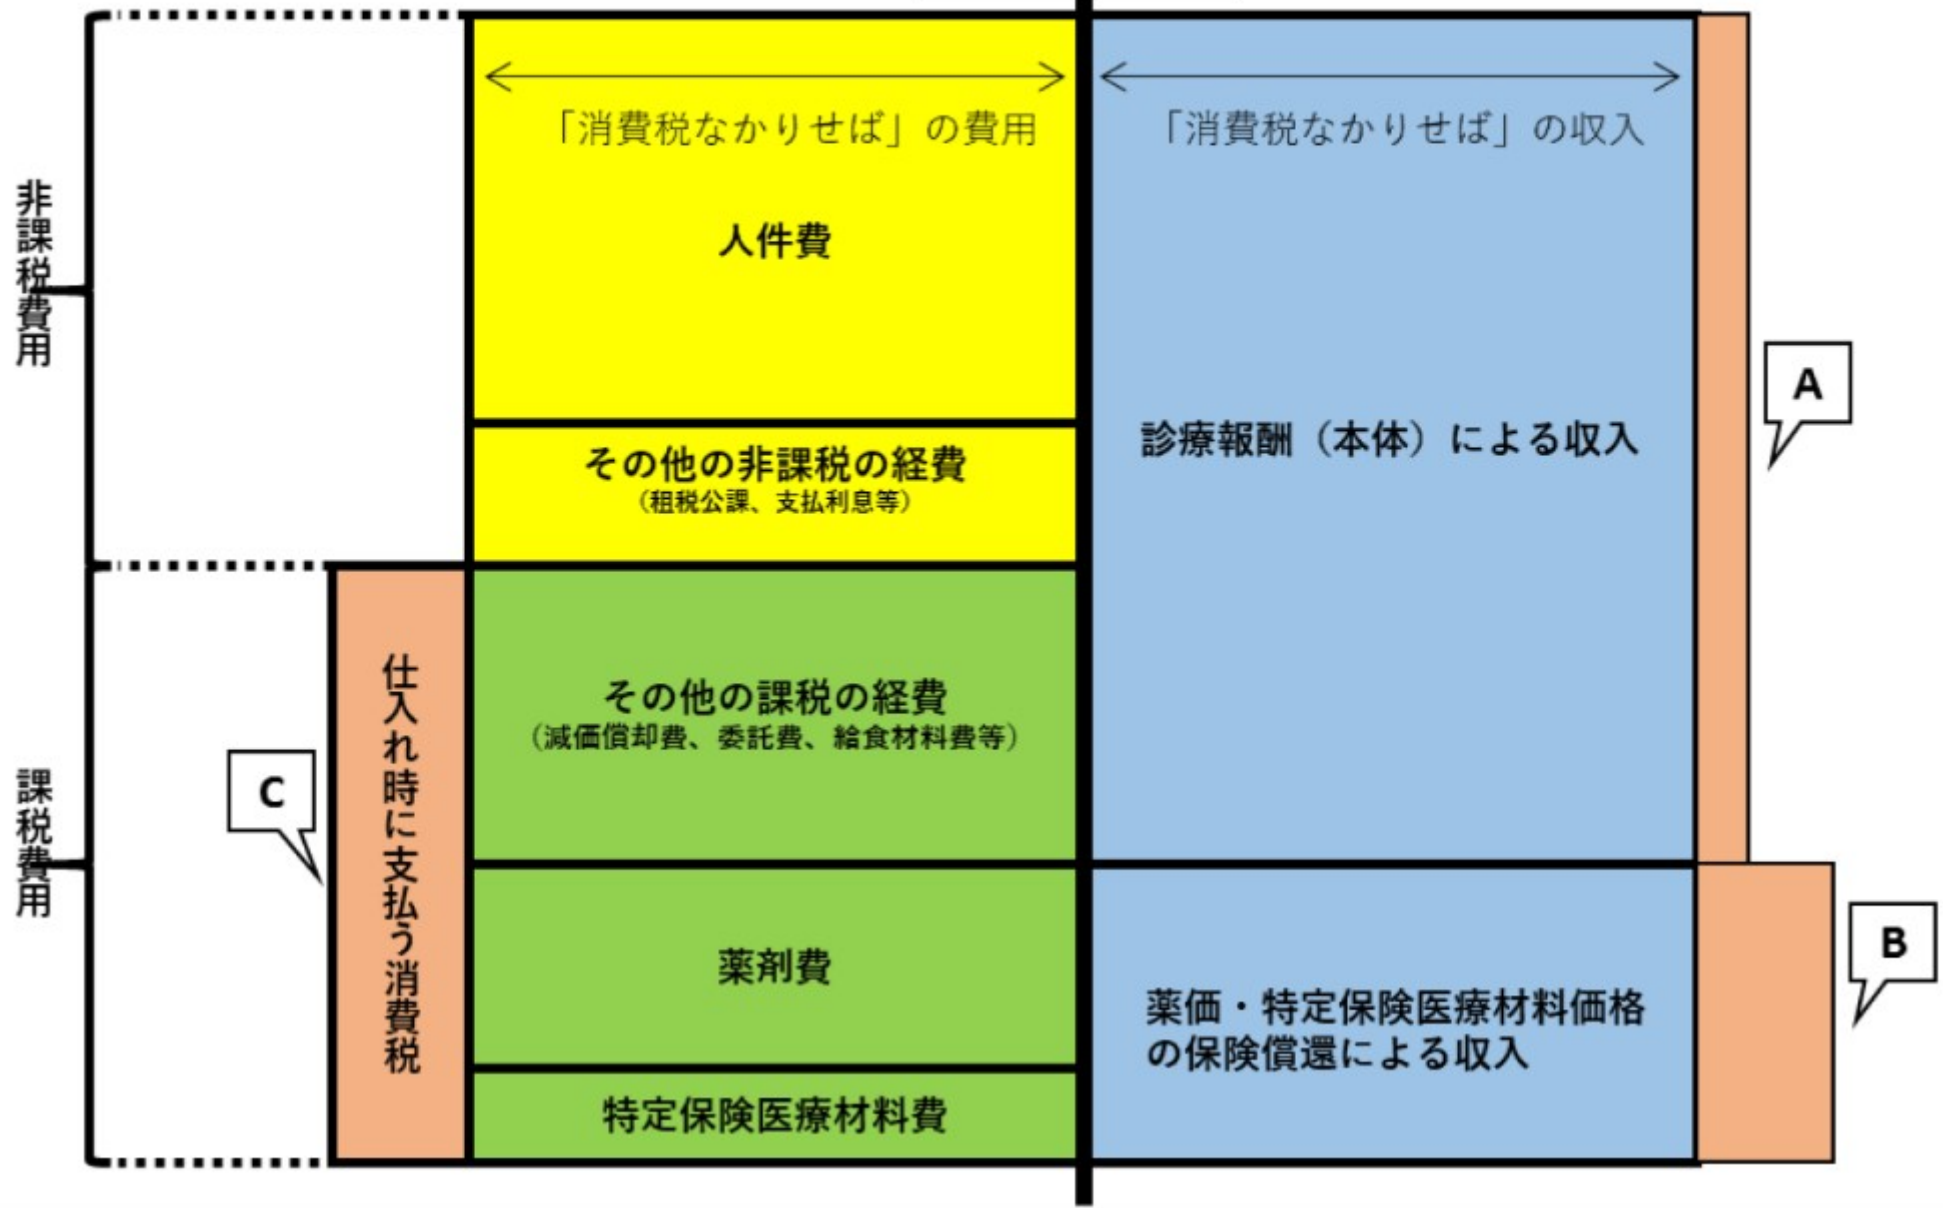 「消費税なかりせば」の費用
「消費税なかりせば」の収入
非課税費用
人件費
A
診療報酬（本体）による収入
その他の非課税の経費
（租税公課、支払利息等）
仕入れ時に支払う消費税
その他の課税の経費
（減価償却費、委託費、給食材料費等）
C
課税費用
B
薬剤費
薬価・特定保険医療材料価格
の保険償還による収入
特定保険医療材料費